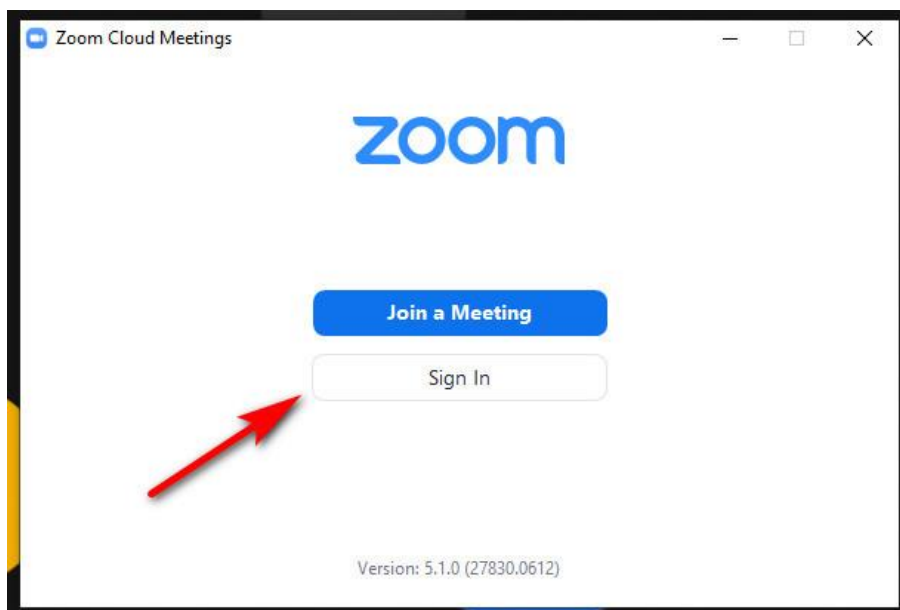 Zoom Cloud Meetings
zoom
Join a Meeting
Sign In
Version: 5.1.0 (27830.0612)